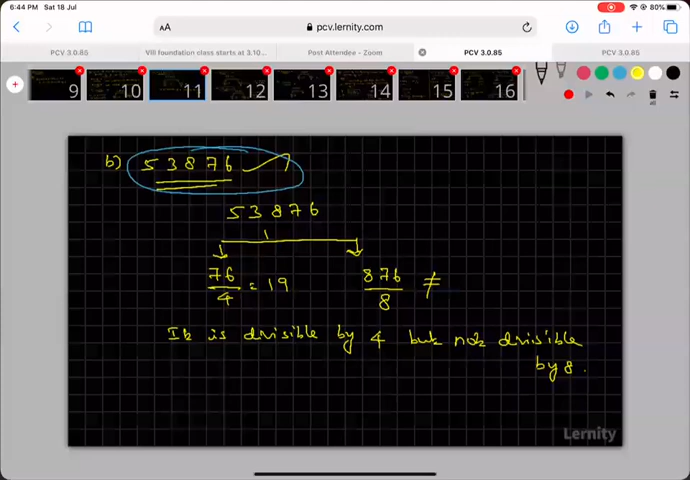 6:44 PM Sat 18 Jul
80%
AA
pcv.lernity.com
PCV 3.0.85
VIII foundation class starts at 3.10...
Post Attendee - Zoom
PCV 3.0.85
PCV 3.0.85
9
10
11
12
13
14
15
16
b) 53876
53876
76/4 = 19
876/8 ≠
It is divisible by 4 but not divisible
by 8.
Lernity